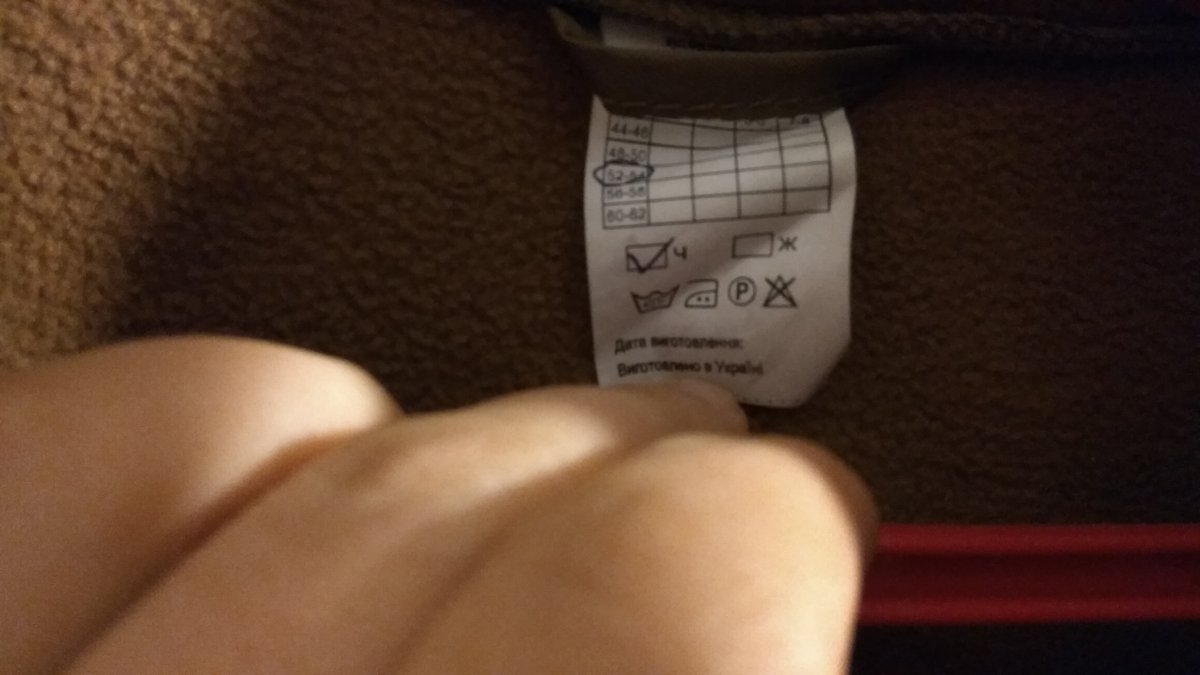 44-46
48-50
52-54
56-58
60-62
Ч Ж
P
Дата виготовлення:
Виготовлено в Україні